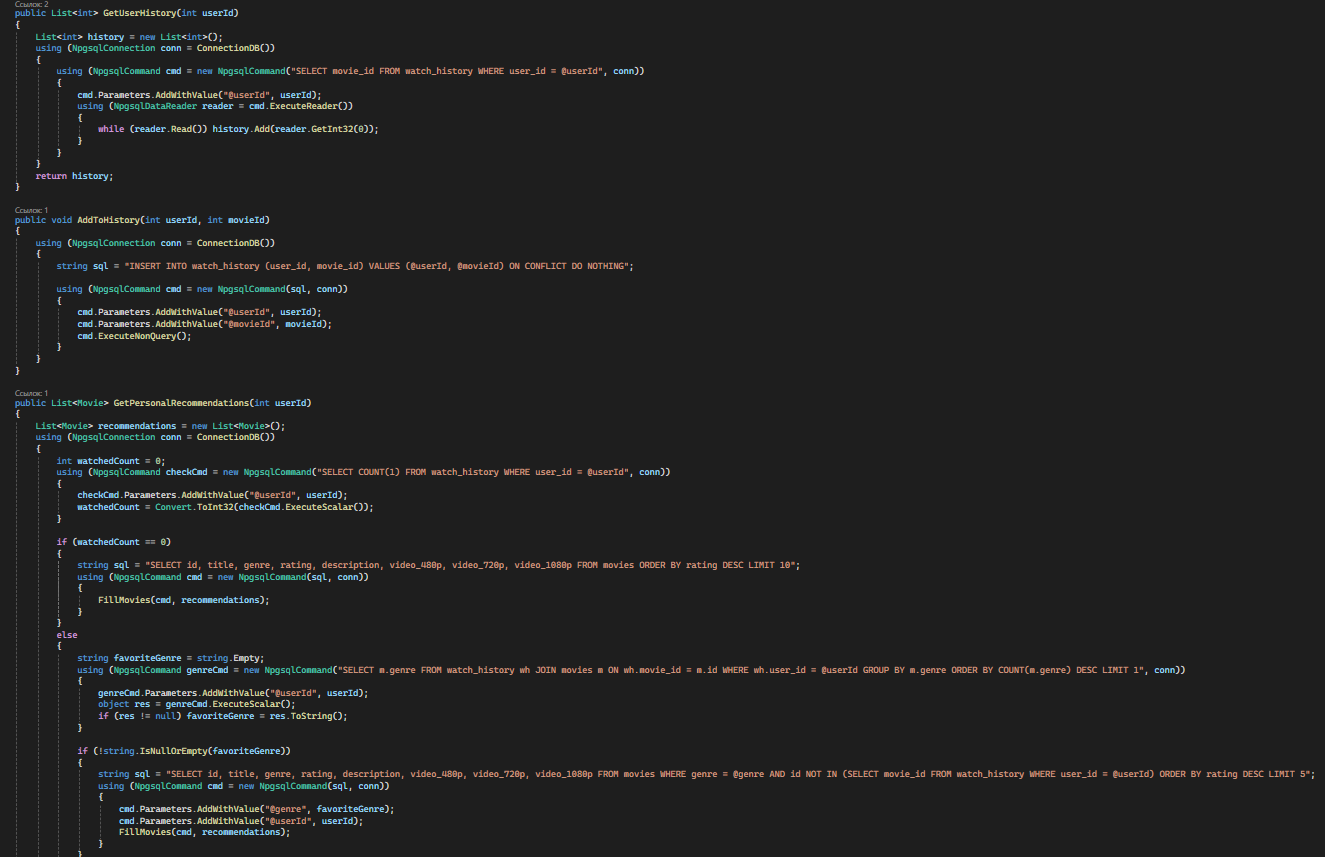 Ссылок: 2
public List<int> GetUserHistory(int userId)
{
    List<int> history = new List<int>();
    using (NpgsqlConnection conn = ConnectionDB())
    {
        using (NpgsqlCommand cmd = new NpgsqlCommand("SELECT movie_id FROM watch_history WHERE user_id = @userId", conn))
        {
            cmd.Parameters.AddWithValue("@userId", userId);
            using (NpgsqlDataReader reader = cmd.ExecuteReader())
            {
                while (reader.Read()) history.Add(reader.GetInt32(0));
            }
        }
    }
    return history;
}
Ссылок: 1
public void AddToHistory(int userId, int movieId)
{
    using (NpgsqlConnection conn = ConnectionDB())
    {
        string sql = "INSERT INTO watch_history (user_id, movie_id) VALUES (@userId, @movieId) ON CONFLICT DO NOTHING";
        using (NpgsqlCommand cmd = new NpgsqlCommand(sql, conn))
        {
            cmd.Parameters.AddWithValue("@userId", userId);
            cmd.Parameters.AddWithValue("@movieId", movieId);
            cmd.ExecuteNonQuery();
        }
    }
}
Ссылок: 1
public List<Movie> GetPersonalRecommendations(int userId)
{
    List<Movie> recommendations = new List<Movie>();
    using (NpgsqlConnection conn = ConnectionDB())
    {
        int watchedCount = 0;
        using (NpgsqlCommand checkCmd = new NpgsqlCommand("SELECT COUNT(1) FROM watch_history WHERE user_id = @userId", conn))
        {
            checkCmd.Parameters.AddWithValue("@userId", userId);
            watchedCount = Convert.ToInt32(checkCmd.ExecuteScalar());
        }
        if (watchedCount == 0)
        {
            string sql = "SELECT id, title, genre, rating, description, video_480p, video_720p, video_1080p FROM movies ORDER BY rating DESC LIMIT 10";
            using (NpgsqlCommand cmd = new NpgsqlCommand(sql, conn))
            {
                FillMovies(cmd, recommendations);
            }
        }
        else
        {
            string favoriteGenre = string.Empty;
            using (NpgsqlCommand genreCmd = new NpgsqlCommand("SELECT m.genre FROM watch_history wh JOIN movies m ON wh.movie_id = m.id WHERE wh.user_id = @userId GROUP BY m.genre ORDER BY COUNT(m.genre) DESC LIMIT 1", conn))
            {
                genreCmd.Parameters.AddWithValue("@userId", userId);
                object res = genreCmd.ExecuteScalar();
                if (res != null) favoriteGenre = res.ToString();
            }
            if (!string.IsNullOrEmpty(favoriteGenre))
            {
                string sql = "SELECT id, title, genre, rating, description, video_480p, video_720p, video_1080p FROM movies WHERE genre = @genre AND id NOT IN (SELECT movie_id FROM watch_history WHERE user_id = @userId) ORDER BY rating DESC LIMIT 5";
                using (NpgsqlCommand cmd = new NpgsqlCommand(sql, conn))
                {
                    cmd.Parameters.AddWithValue("@genre", favoriteGenre);
                    cmd.Parameters.AddWithValue("@userId", userId);
                    FillMovies(cmd, recommendations);
                }
            }